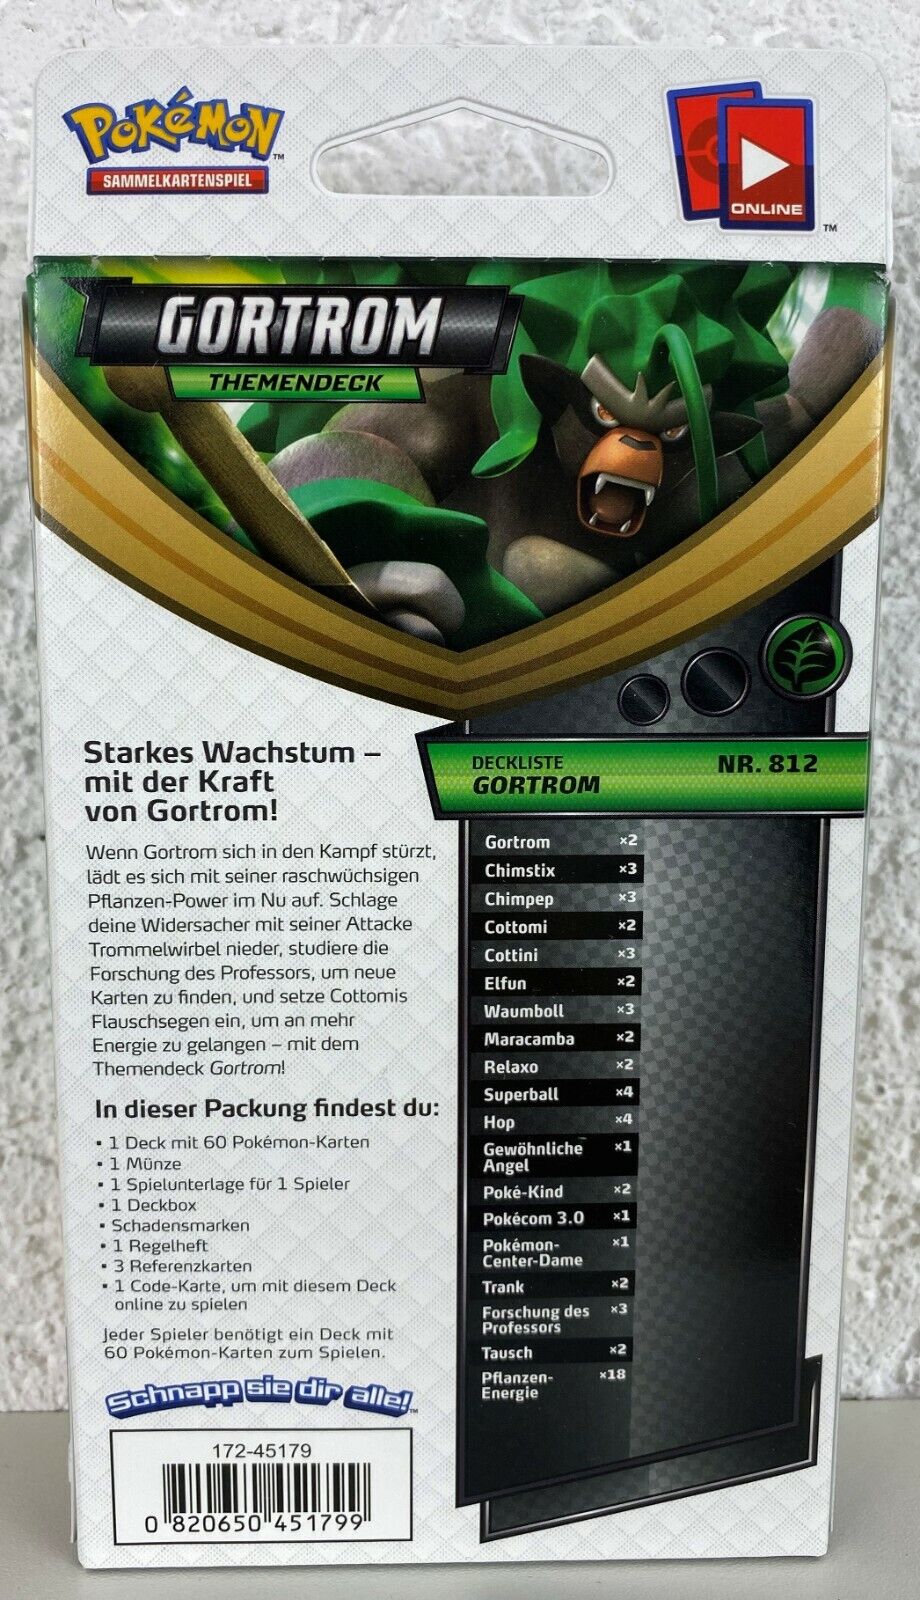 POKéMON™
SAMMELKARTENSPIEL
ONLINE™
GORTROM
THEMENDECK
Starkes Wachstum –
mit der Kraft
von Gortrom!
Wenn Gortrom sich in den Kampf stürzt,
lädt es sich mit seiner raschwüchsigen
Pflanzen-Power im Nu auf. Schlage
deine Widersacher mit seiner Attacke
Trommelwirbel nieder, studiere die
Forschung des Professors, um neue
Karten zu finden, und setze Cottomis
Flauschsegen ein, um an mehr
Energie zu gelangen – mit dem
Themendeck Gortrom!
In dieser Packung findest du:
• 1 Deck mit 60 Pokémon-Karten
• 1 Münze
• 1 Spielunterlage für 1 Spieler
• 1 Deckbox
• Schadensmarken
• 1 Regelheft
• 3 Referenzkarten
• 1 Code-Karte, um mit diesem Deck
online zu spielen
Jeder Spieler benötigt ein Deck mit
60 Pokémon-Karten zum Spielen.
Schnapp sie dir alle!™
172-45179
0 820650 451799
DECKLISTE NR. 812
GORTROM
Gortrom ×2
Chimstix ×3
Chimpep ×3
Cottomi ×2
Cottini ×3
Elfun ×2
Waumboll ×3
Maracamba ×2
Relaxo ×2
Superball ×4
Hop ×4
Gewöhnliche ×1
Angel
Poké-Kind ×2
Pokécom 3.0 ×1
Pokémon- ×1
Center-Dame
Trank ×2
Forschung des ×3
Professors
Tausch ×2
Pflanzen- ×18
Energie